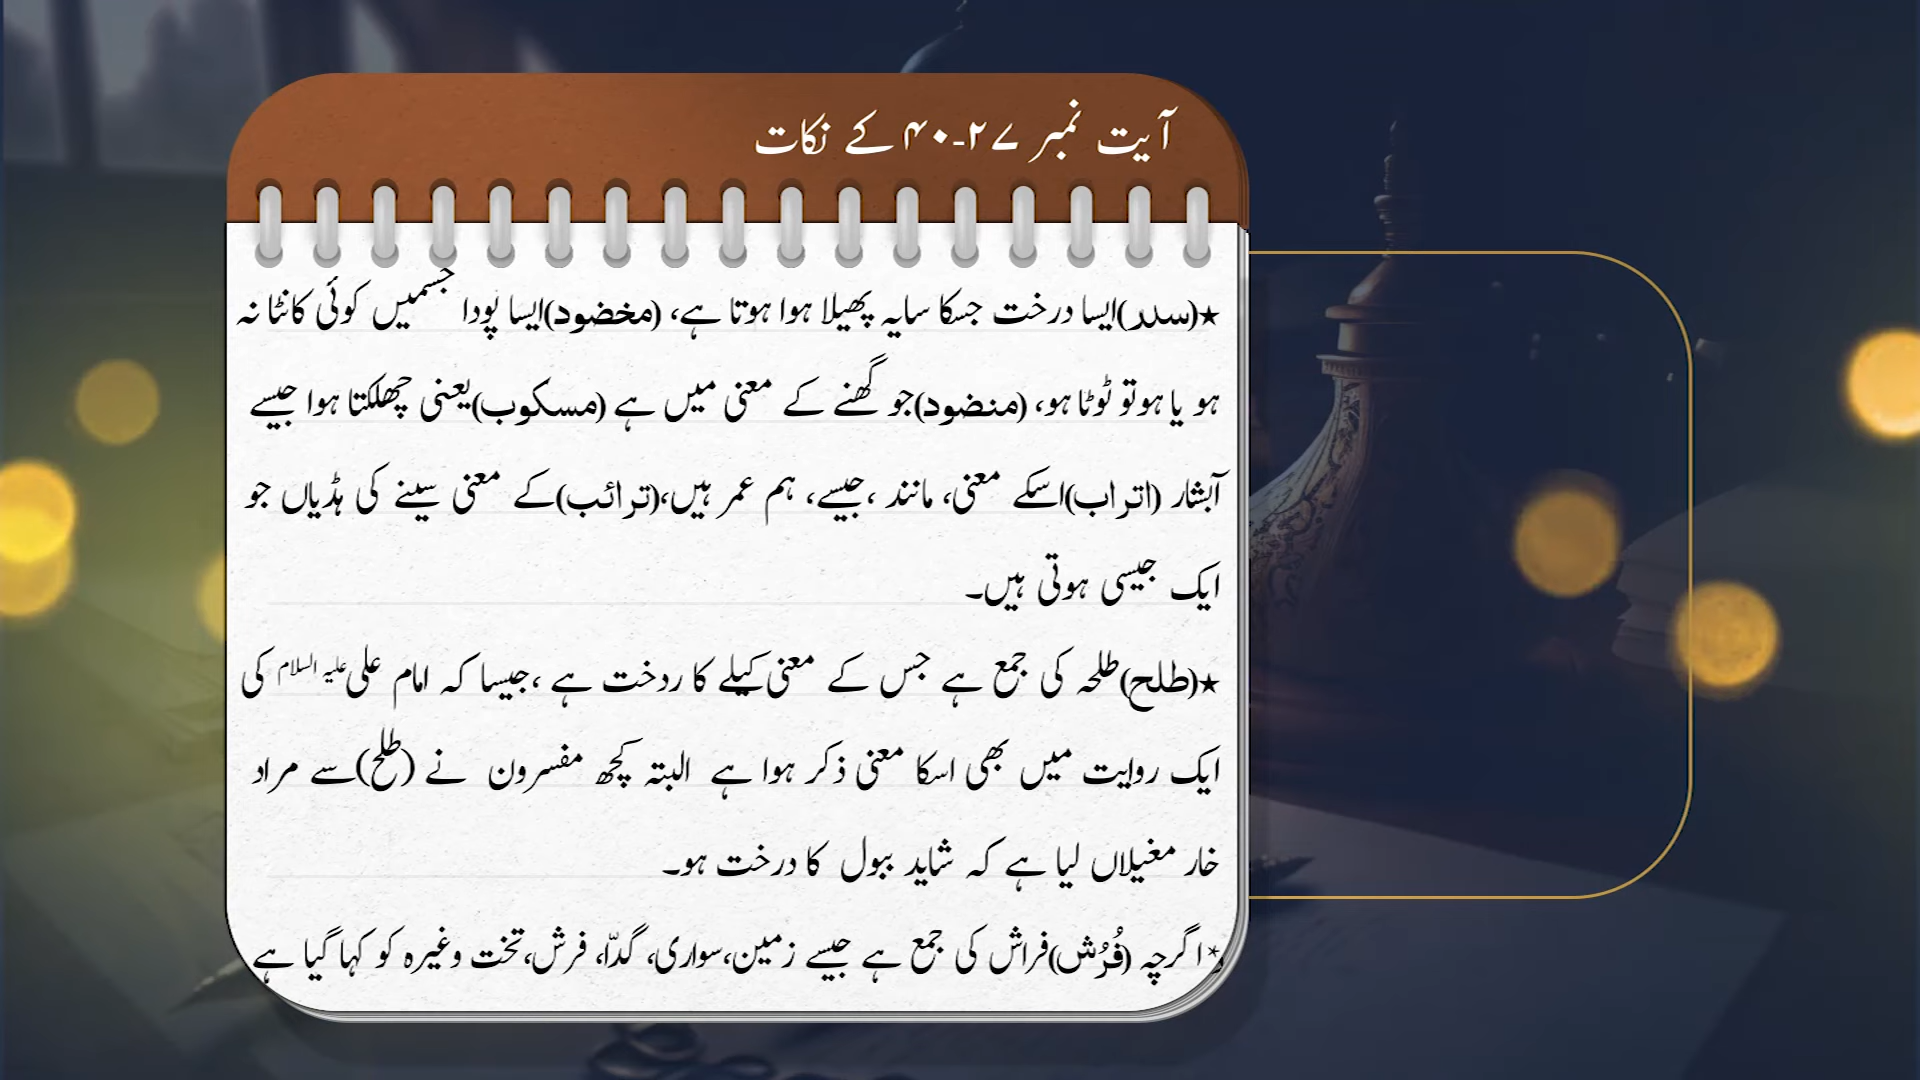 آیت نمبر ۲۷-۴۰ کے نکات
★(سدر)ایسا درخت جسکا سایہ پھیلا ہوا ہوتا ہے، (مخضود)ایسا پودا جسمیں کوئی کانٹا نہ
ہو یا ہو تو ٹوٹا ہو، (منضود)جو گھنے کے معنی میں ہے (مسکوب)یعنی چھلکتا ہوا جیسے
آبشار (اتراب)اسکے معنی، مانند ،جیسے، ہم عمر ہیں،(ترائب)کے معنی سینے کی ہڈیاں جو
ایک جیسی ہوتی ہیں۔
★(طلح)طلحہ کی جمع ہے جس کے معنی کیلے کا ردخت ہے ،جیسا کہ امام علی علیہ السلام کی
ایک روایت میں بھی اسکا معنی ذکر ہوا ہے البتہ کچھ مفسرون نے (طلح)سے مراد
خار مغیلاں لیا ہے کہ شاید ببول کا درخت ہو۔
★اگرچہ (فُرُش)فراش کی جمع ہے جیسے زمین،سواری، گدّا، فرش،تخت وغیرہ کو کہا گیا ہے